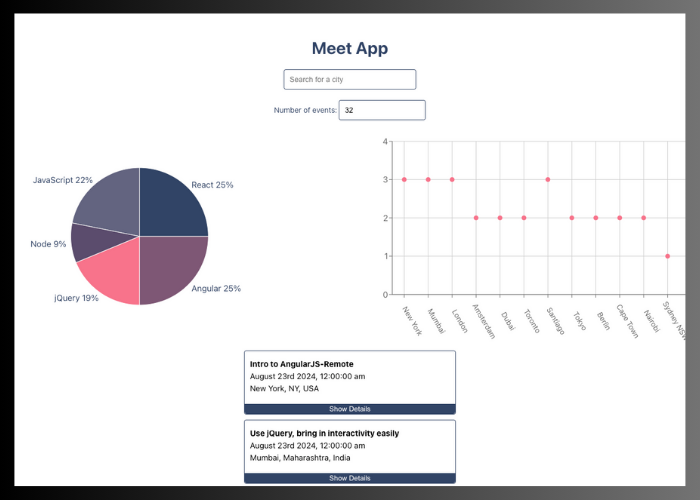 Meet App
Search for a city
Number of events: 32
JavaScript 22%
React 25%
Node 9%
jQuery 19%
Angular 25%
4
3
2
1
0
New York
Mumbai
London
Amsterdam
Dubai
Toronto
Santiago
Tokyo
Berlin
Cape Town
Nairobi
Sydney NSW
Intro to AngularJS-Remote
August 23rd 2024, 12:00:00 am
New York, NY, USA
Show Details
Use jQuery, bring in interactivity easily
August 23rd 2024, 12:00:00 am
Mumbai, Maharashtra, India
Show Details